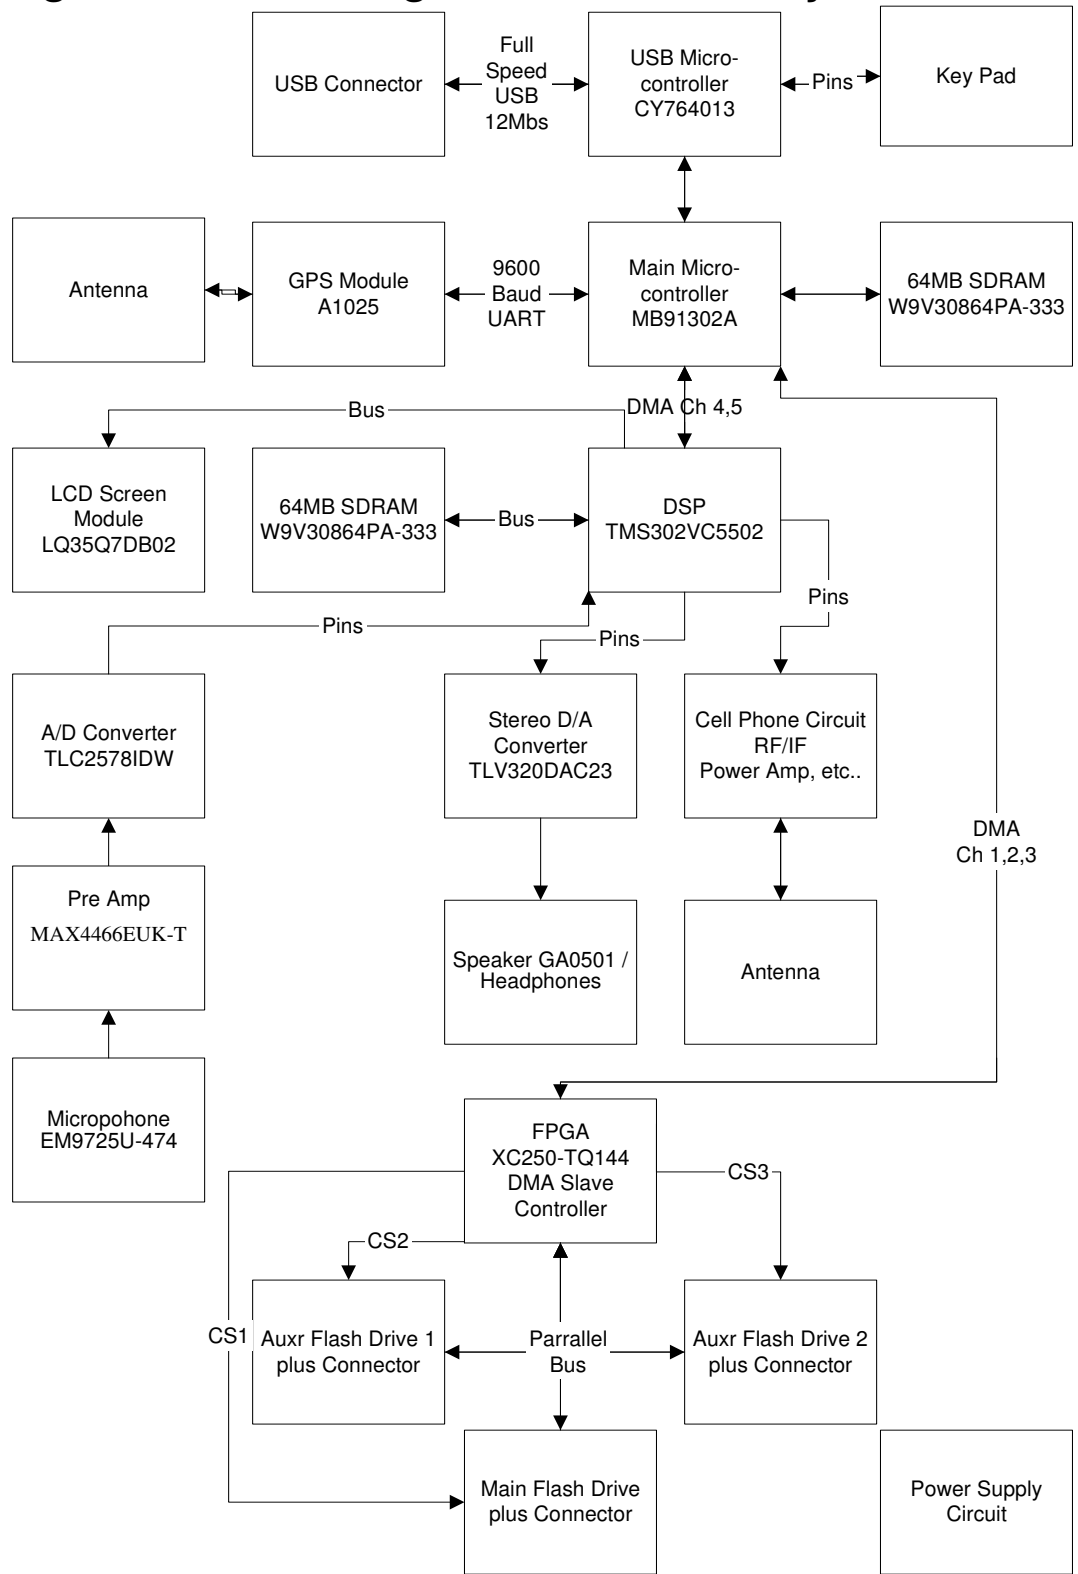 Full
Speed
USB
12Mbs
USB Connector
USB Micro-
controller
CY764013
Pins
Key Pad
Antenna
GPS Module
A1025
9600
Baud
UART
Main Micro-
controller
MB91302A
64MB SDRAM
W9V30864PA-333
Bus
DMA Ch 4,5
LCD Screen
Module
LQ35Q7DB02
64MB SDRAM
W9V30864PA-333
Bus
DSP
TMS302VC5502
Pins
Pins
Pins
A/D Converter
TLC2578IDW
Stereo D/A
Converter
TLV320DAC23
Cell Phone Circuit
RF/IF
Power Amp, etc..
DMA
Ch 1,2,3
Pre Amp
MAX4466EUK-T
Speaker GA0501 /
Headphones
Antenna
Micropohone
EM9725U-474
FPGA
XC250-TQ144
DMA Slave
Controller
CS3
CS2
CS1
Auxr Flash Drive 1
plus Connector
Parrallel
Bus
Auxr Flash Drive 2
plus Connector
Main Flash Drive
plus Connector
Power Supply
Circuit